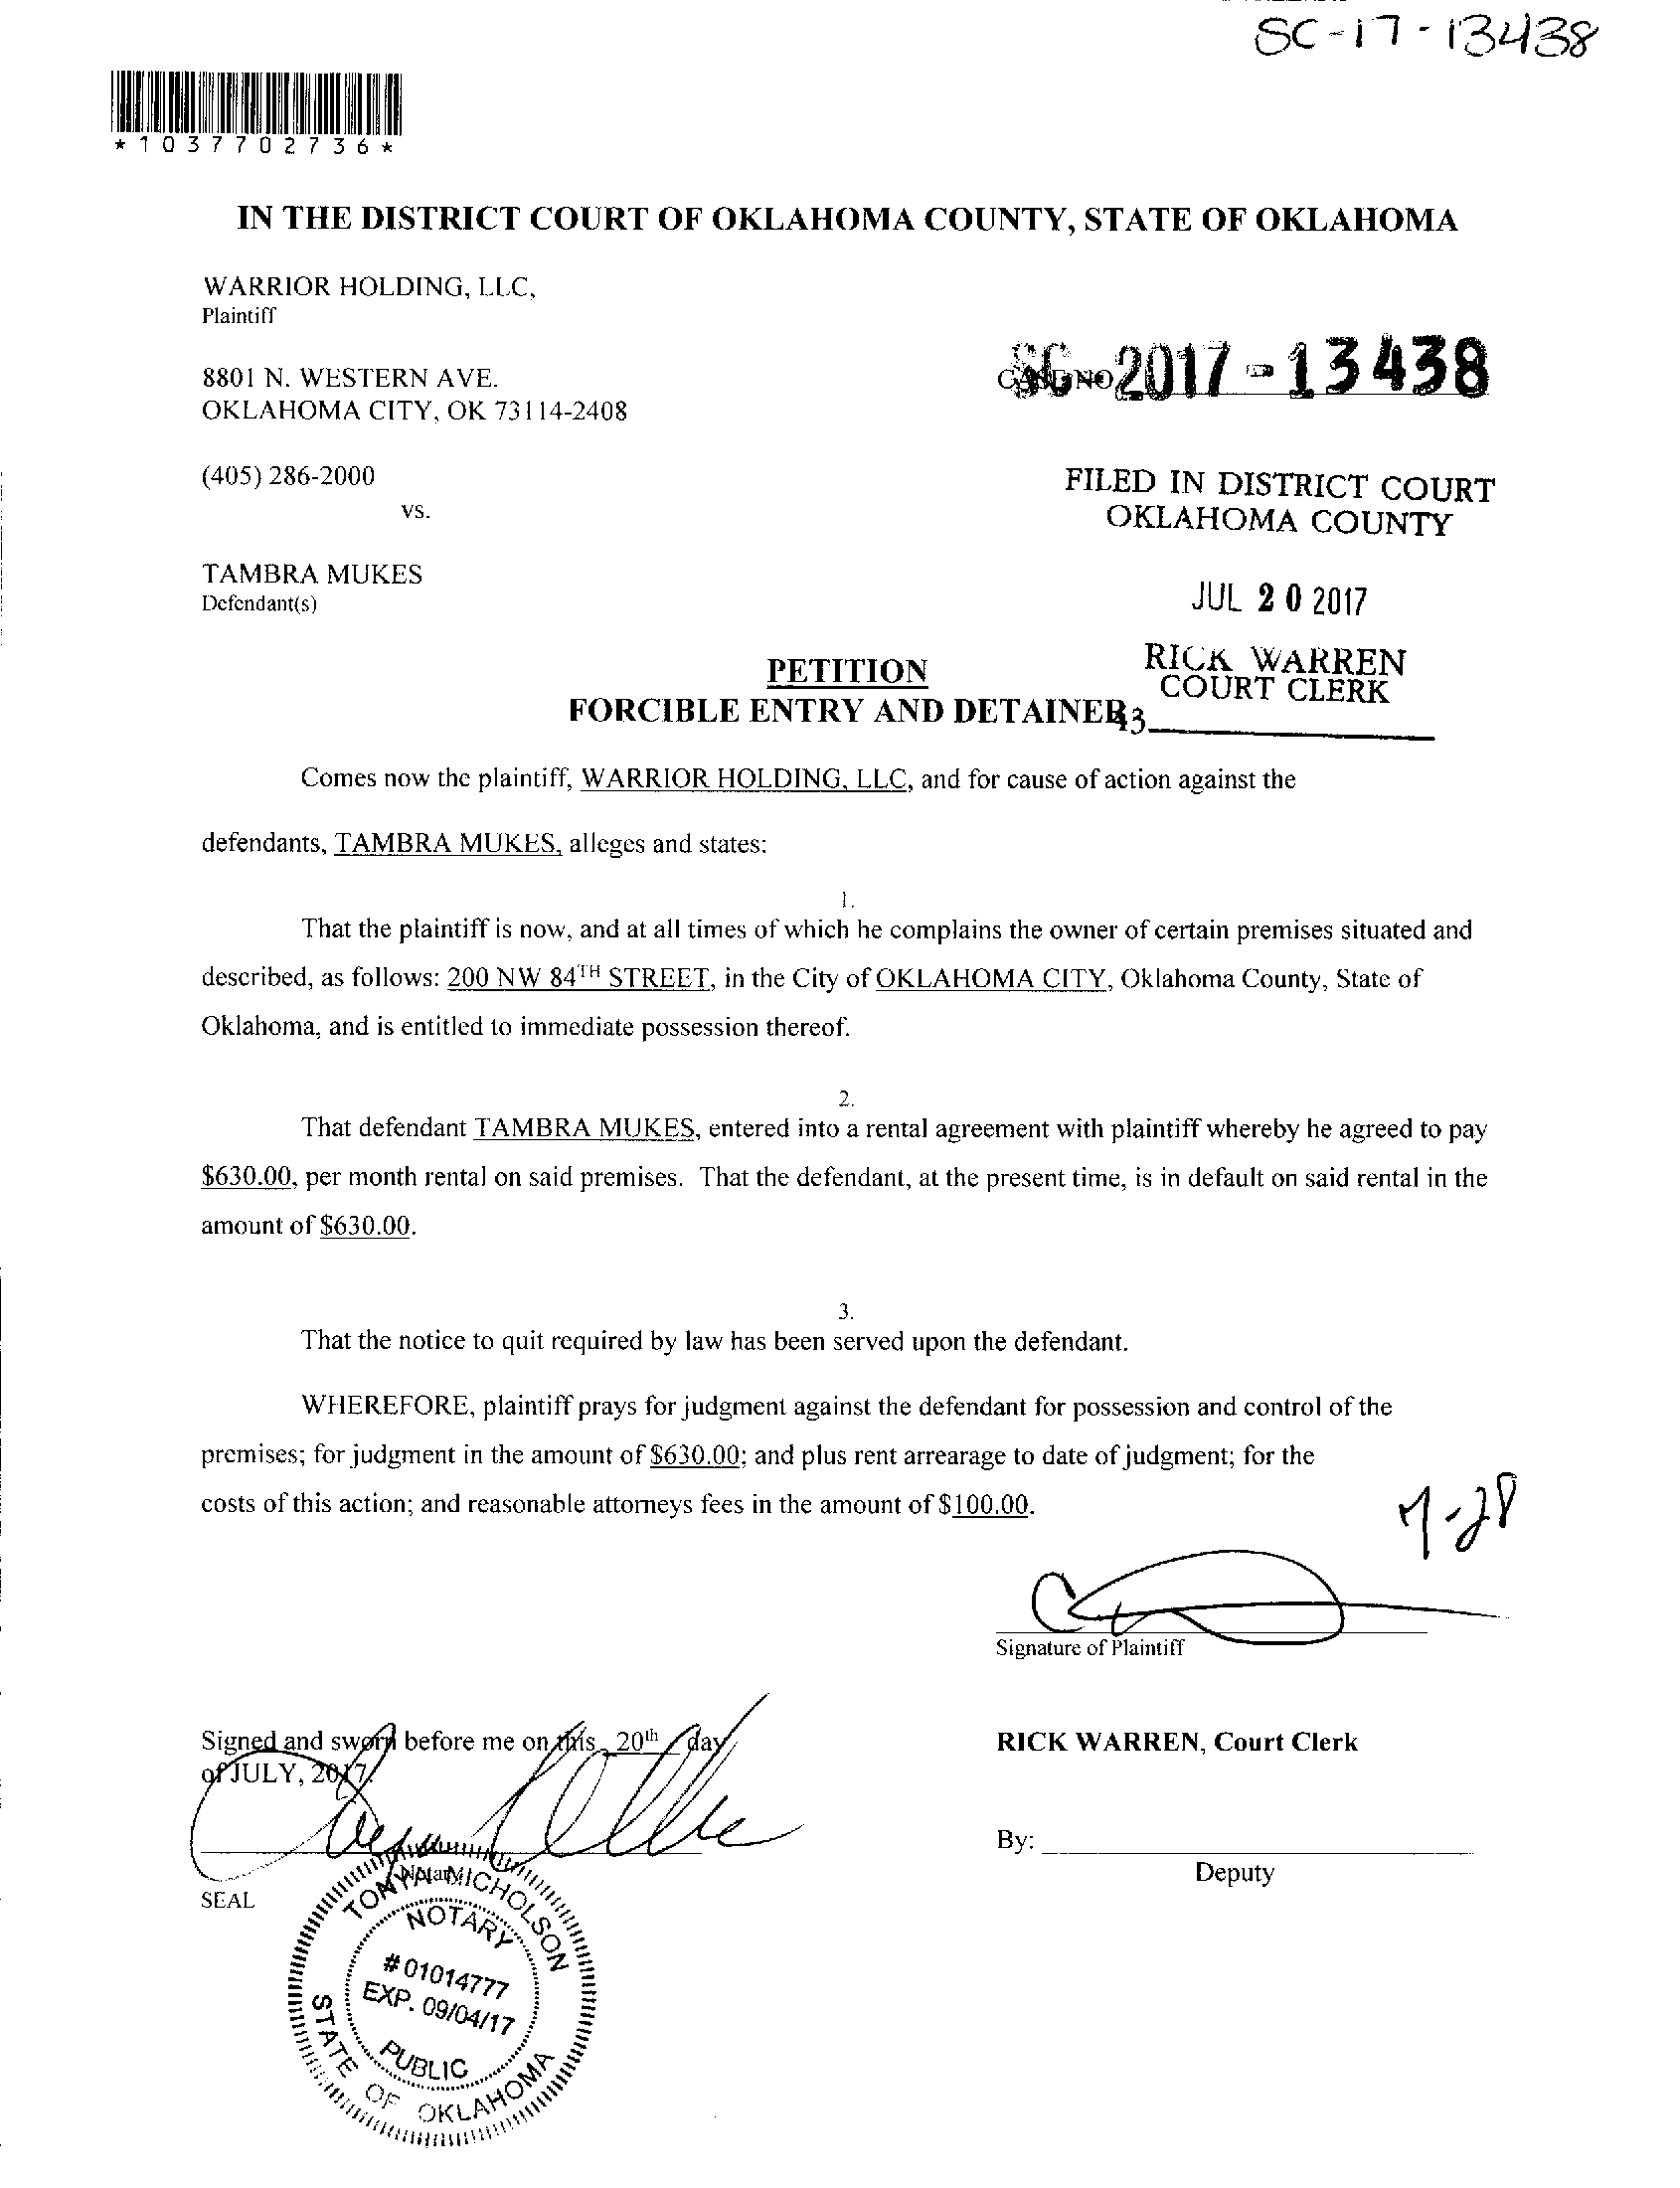 SC-17-13438
*1037702736*
IN THE DISTRICT COURT OF OKLAHOMA COUNTY, STATE OF OKLAHOMA
WARRIOR HOLDING, LLC,
Plaintiff
8801 N. WESTERN AVE.
OKLAHOMA CITY, OK 73114-2408
CASE NO. SC-2017-13438
(405) 286-2000
vs.
FILED IN DISTRICT COURT
OKLAHOMA COUNTY
TAMBRA MUKES
Defendant(s)
JUL 20 2017
RICK WARREN
COURT CLERK
43
PETITION
FORCIBLE ENTRY AND DETAINER
Comes now the plaintiff, WARRIOR HOLDING, LLC, and for cause of action against the
defendants, TAMBRA MUKES, alleges and states:
1.
That the plaintiff is now, and at all times of which he complains the owner of certain premises situated and
described, as follows: 200 NW 84TH STREET, in the City of OKLAHOMA CITY, Oklahoma County, State of
Oklahoma, and is entitled to immediate possession thereof.
2.
That defendant TAMBRA MUKES, entered into a rental agreement with plaintiff whereby he agreed to pay
$630.00, per month rental on said premises. That the defendant, at the present time, is in default on said rental in the
amount of $630.00.
3.
That the notice to quit required by law has been served upon the defendant.
WHEREFORE, plaintiff prays for judgment against the defendant for possession and control of the
premises; for judgment in the amount of $630.00; and plus rent arrearage to date of judgment; for the
costs of this action; and reasonable attorneys fees in the amount of $100.00.
7-28
Signature of Plaintiff
Signed and sworn before me on this 20th day
of JULY, 2017.
RICK WARREN, Court Clerk
By:
Deputy
Notary
SEAL
TONYA MICHOLSON
NOTARY
#01014777
EXP. 09/04/17
PUBLIC
STATE OF OKLAHOMA